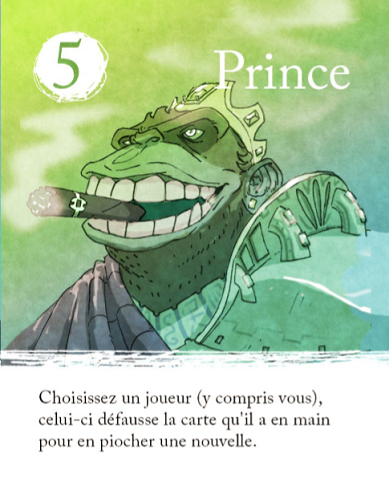 5
Prince
Choisissez un joueur (y compris vous),
celui-ci défausse la carte qu'il a en main
pour en piocher une nouvelle.